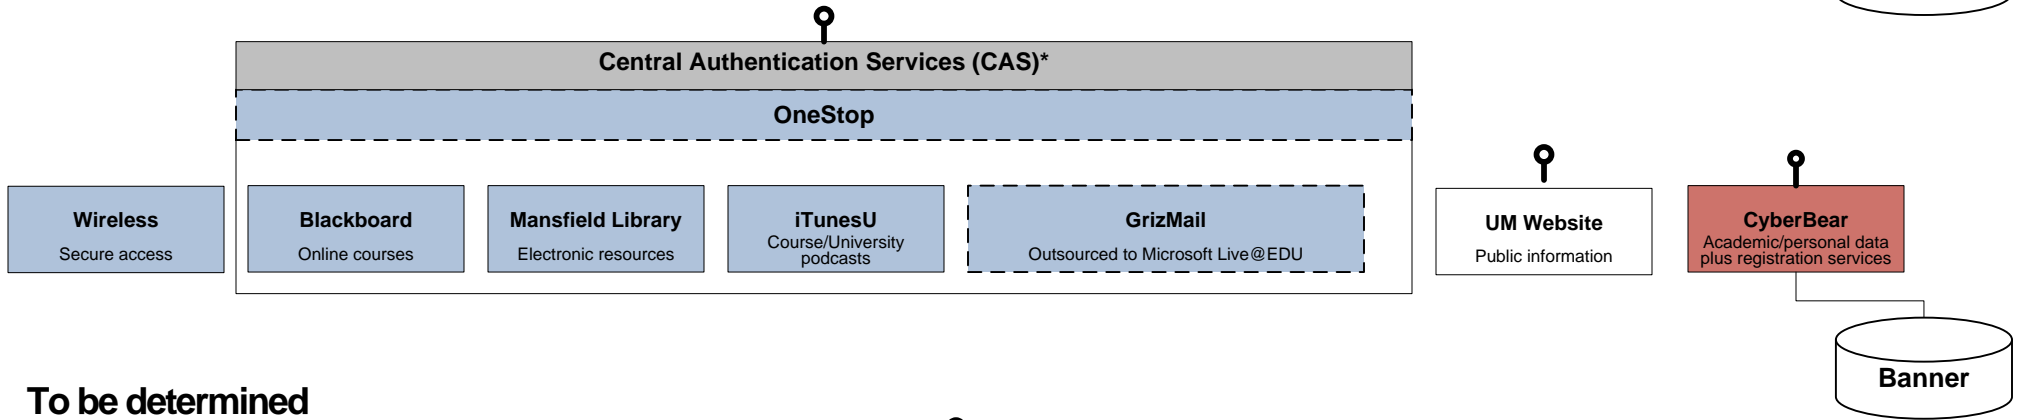 Central Authentication Services (CAS)*
OneStop
Wireless
Secure access
Blackboard
Online courses
Mansfield Library
Electronic resources
iTunesU
Course/University
podcasts
GrizMail
Outsourced to Microsoft Live@EDU
UM Website
Public information
CyberBear
Academic/personal data
plus registration services
Banner
To be determined